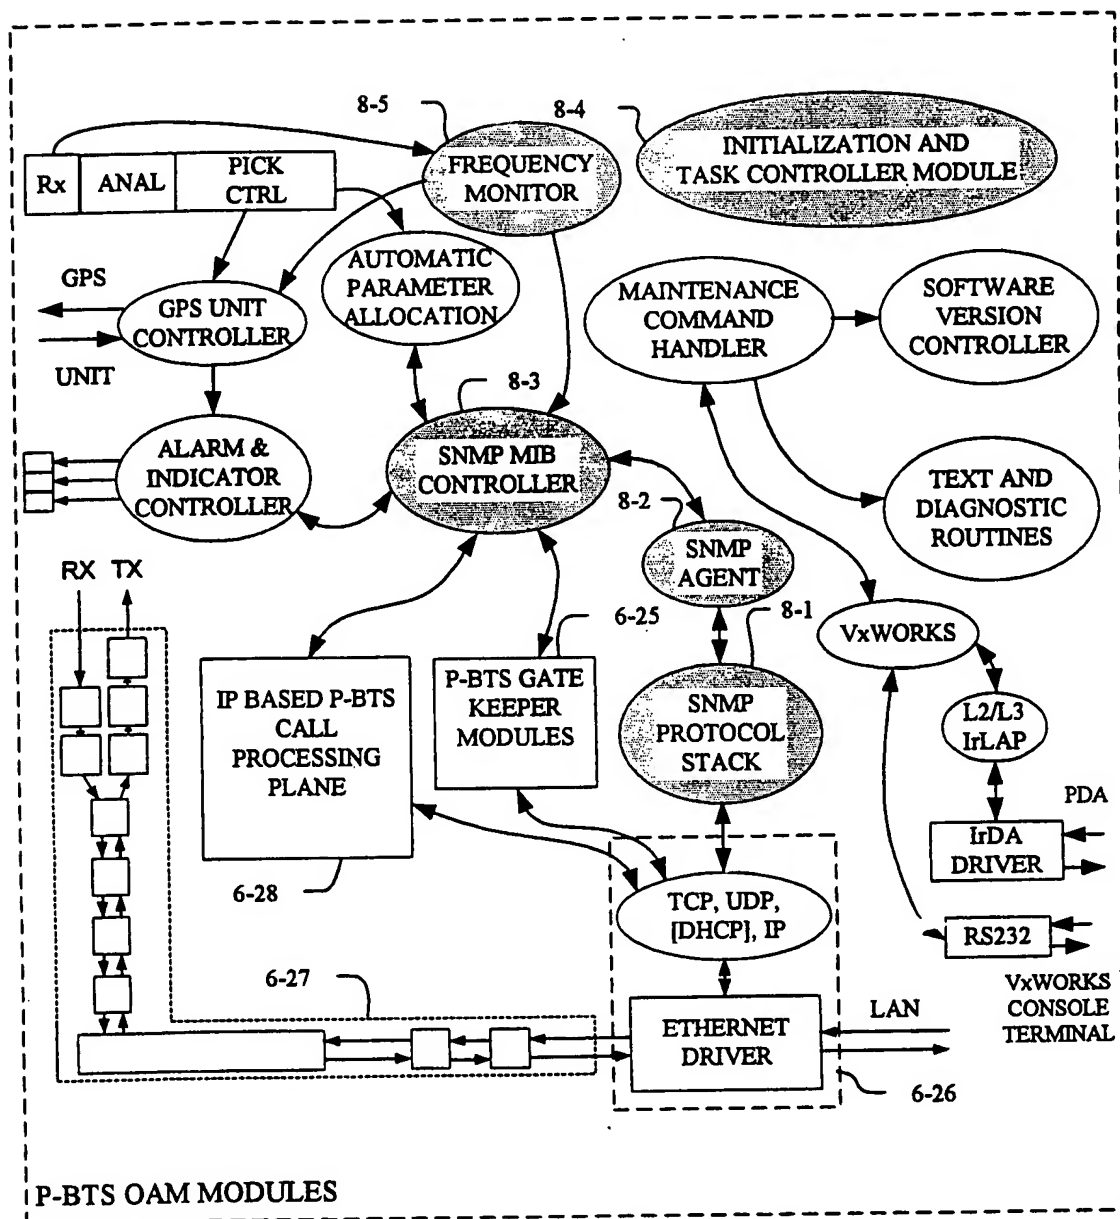 8-5
8-4
FREQUENCY
MONITOR
INITIALIZATION AND
TASK CONTROLLER MODULE
Rx
ANAL
PICK
CTRL
AUTOMATIC
PARAMETER
ALLOCATION
GPS
GPS UNIT
CONTROLLER
UNIT
MAINTENANCE
COMMAND
HANDLER
SOFTWARE
VERSION
CONTROLLER
8-3
ALARM &
INDICATOR
CONTROLLER
SNMP MIB
CONTROLLER
TEXT AND
DIAGNOSTIC
ROUTINES
8-2
SNMP
AGENT
RX
TX
6-25
8-1
VxWORKS
IP BASED P-BTS
CALL
PROCESSING
PLANE
P-BTS GATE
KEEPER
MODULES
SNMP
PROTOCOL
STACK
L2/L3
IrLAP
PDA
IrDA
DRIVER
6-28
TCP, UDP,
[DHCP], IP
RS232
6-27
VxWORKS
CONSOLE
TERMINAL
LAN
ETHERNET
DRIVER
6-26
P-BTS OAM MODULES